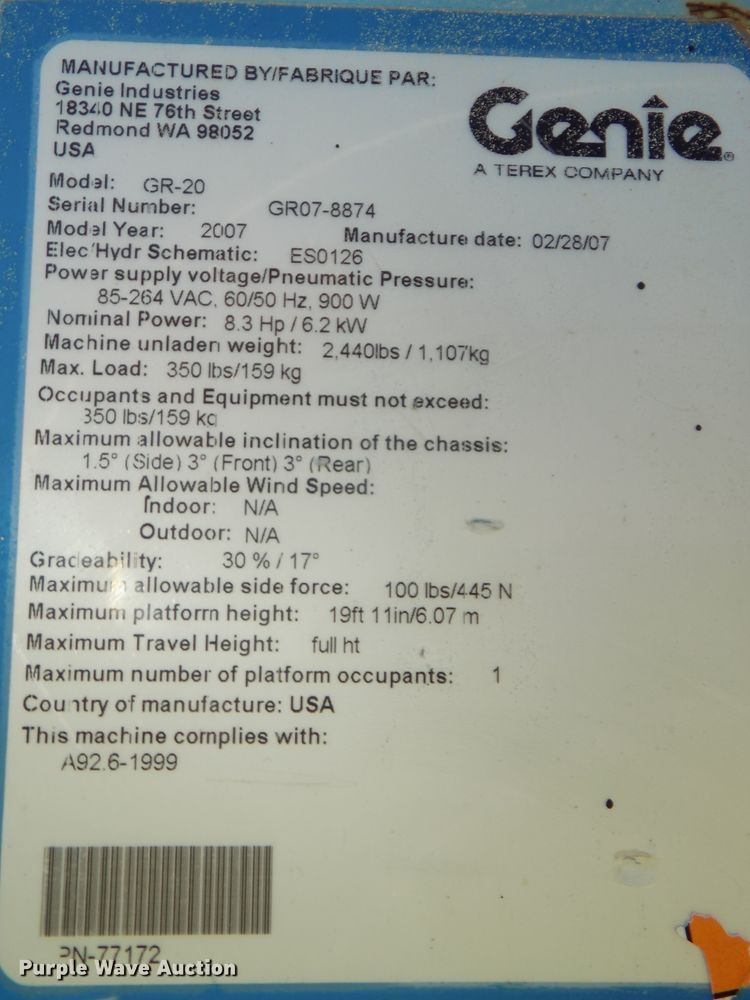 MANUFACTURED BY/FABRIQUE PAR:
Genie Industries
18340 NE 76th Street
Redmond WA 98052
USA
Genie®
A TEREX COMPANY
Model: GR-20
Serial Number: GR07-8874
Model Year: 2007 Manufacture date: 02/28/07
Elec/Hydr Schematic: ES0126
Power supply voltage/Pneumatic Pressure:
85-264 VAC, 60/50 Hz, 900 W
Nominal Power: 8.3 Hp / 6.2 kW
Machine unladen weight: 2,440lbs / 1,107kg
Max. Load: 350 lbs/159 kg
Occupants and Equipment must not exceed:
350 lbs/159 kg
Maximum allowable inclination of the chassis:
1.5° (Side) 3° (Front) 3° (Rear)
Maximum Allowable Wind Speed:
Indoor: N/A
Outdoor: N/A
Gradeability: 30 % / 17°
Maximum allowable side force: 100 lbs/445 N
Maximum platform height: 19ft 11in/6.07 m
Maximum Travel Height: full ht
Maximum number of platform occupants: 1
Country of manufacture: USA
This machine complies with:
A92.6-1999
PN-77172
Purple Wave Auction